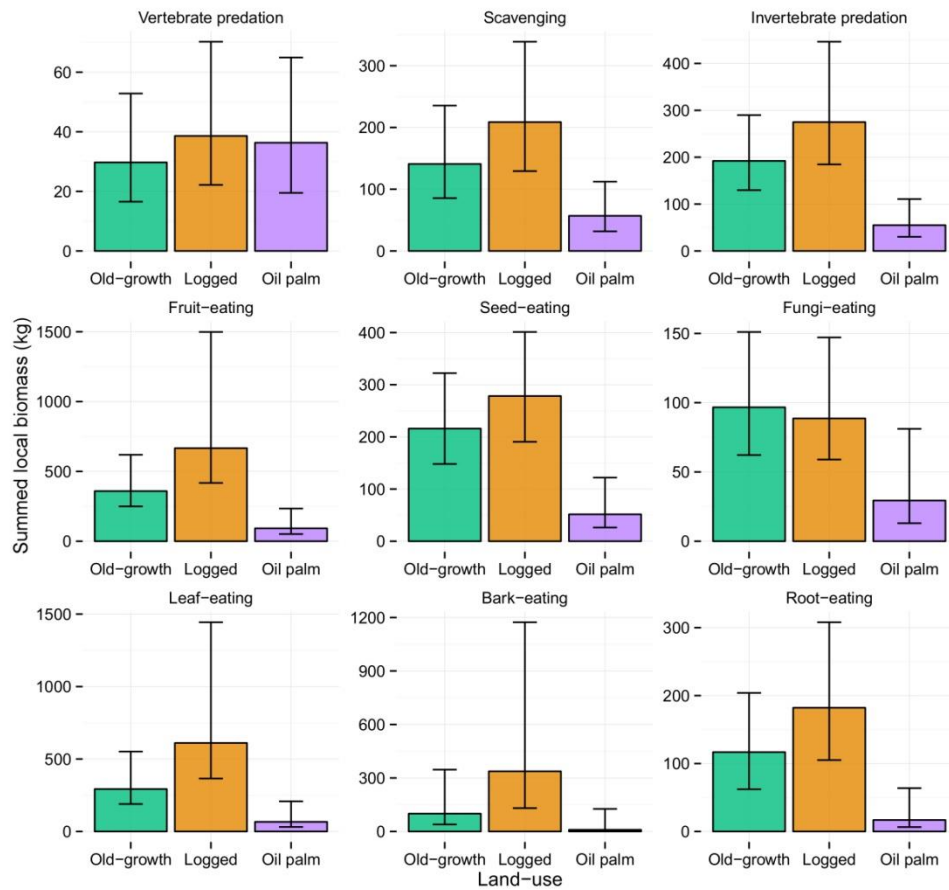 Vertebrate predation
Scavenging
Invertebrate predation
60
40
20
0
300
200
100
0
400
300
200
100
0
Old−growth Logged Oil palm
Old−growth Logged Oil palm
Old−growth Logged Oil palm
Fruit−eating
Seed−eating
Fungi−eating
Summed local biomass (kg)
1500
1000
500
0
400
300
200
100
0
150
100
50
0
Old−growth Logged Oil palm
Old−growth Logged Oil palm
Old−growth Logged Oil palm
Leaf−eating
Bark−eating
Root−eating
1500
1000
500
0
1200
900
600
300
0
300
200
100
0
Old−growth Logged Oil palm
Old−growth Logged Oil palm
Old−growth Logged Oil palm
Land−use